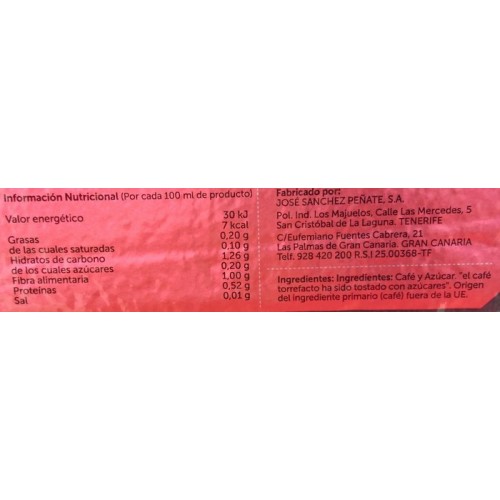 Información Nutricional (Por cada 100 ml de producto)
Valor energético 30 kJ
7 kcal
Grasas 0,20 g
de las cuales saturadas 0,10 g
Hidratos de carbono 1,26 g
de los cuales azúcares 0,20 g
Fibra alimentaria 1,00 g
Proteínas 0,52 g
Sal 0,01 g
Fabricado por:
JOSÉ SÁNCHEZ PEÑATE, S.A.
Pol. Ind. Los Majuelos, Calle Las Mercedes, 5
San Cristóbal de La Laguna. TENERIFE
C/Eufemiano Fuentes Cabrera, 21
Las Palmas de Gran Canaria. GRAN CANARIA
Telf. 928 420 200 R.S.I 25.00368-TF
Ingredientes: Ingredientes: Café y Azúcar. "el café
torrefacto ha sido tostado con azúcares". Origen
del ingrediente primario (café) fuera de la UE.